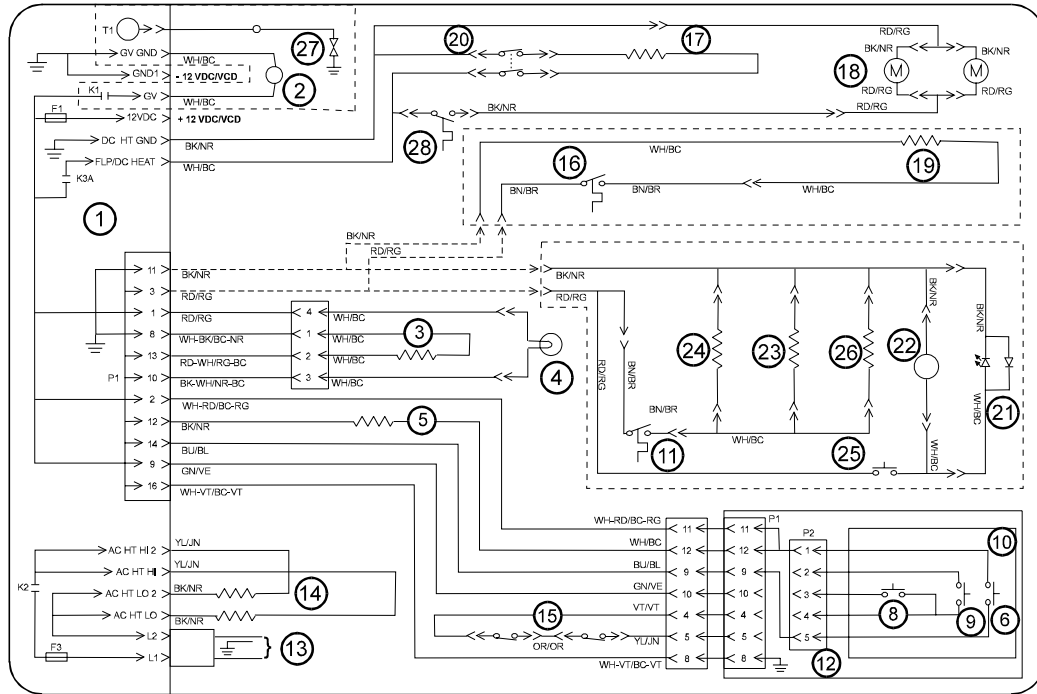 T1
GV GND
WH/BC
27
GND1
- 12 VDC/VCD
2
K1
GV
WH/BC
F1
12VDC
+ 12 VDC/VCD
DC HT GND
BK/NR
FLP/DC HEAT
WH/BC
K3A
1
20
17
RD/RG
BK/NR
BK/NR
18
M
M
RD/RG
RD/RG
BK/NR
RD/RG
28
16
WH/BC
19
BN/BR
BN/BR
WH/BC
BK/NR
RD/RG
11
BK/NR
BK/NR
3
RD/RG
RD/RG
1
RD/RG
4
WH/BC
8
WH-BK/BC-NR
1
WH/BC
3
13
RD-WH/RG-BC
2
WH/BC
P1
10
BK-WH/NR-BC
3
WH/BC
4
2
WH-RD/BC-RG
12
BK/NR
5
14
BU/BL
9
GN/VE
16
WH-VT/BC-VT
BK/NR
BK/NR
24
23
26
22
RD/RG
BN/BR
BN/BR
WH/BC
WH/BC
WH/BC
21
11
25
AC HT HI 2
YL/JN
AC HT HI
YL/JN
K2
AC HT LO 2
BK/NR
14
AC HT LO
BK/NR
L2
13
F3
L1
15
OR/OR
WH-RD/BC-RG
11
11
P1
WH/BC
12
12
BU/BL
9
9
GN/VE
10
10
VT/VT
4
4
YL/JN
5
5
WH-VT/BC-VT
8
8
P2
1
2
3
4
5
10
8
9
6
12